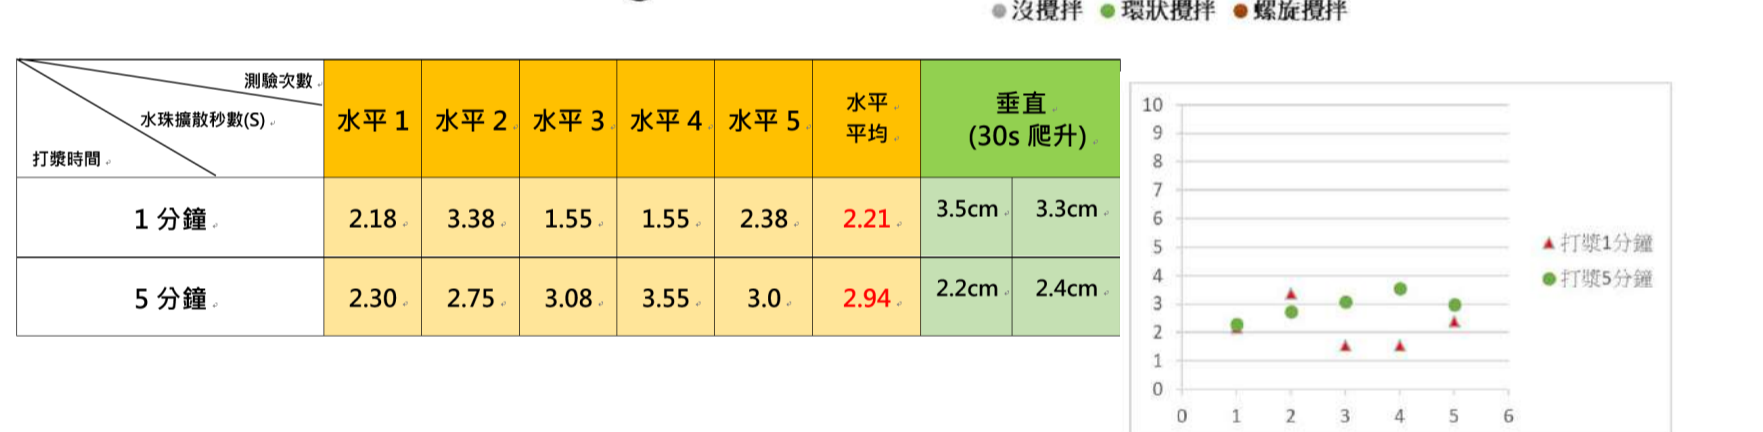 沒攪拌 環狀攪拌 螺旋攪拌
測驗次數
水珠擴散秒數(S)
打漿時間
水平 1 水平 2 水平 3 水平 4 水平 5 水平 平均 垂直 (30s 爬升)
1 分鐘 2.18 3.38 1.55 1.55 2.38 2.21 3.5cm 3.3cm
5 分鐘 2.30 2.75 3.08 3.55 3.0 2.94 2.2cm 2.4cm
10
9
8
7
6
5
4
3
2
1
0
0 1 2 3 4 5 6
打漿1分鐘
打漿5分鐘